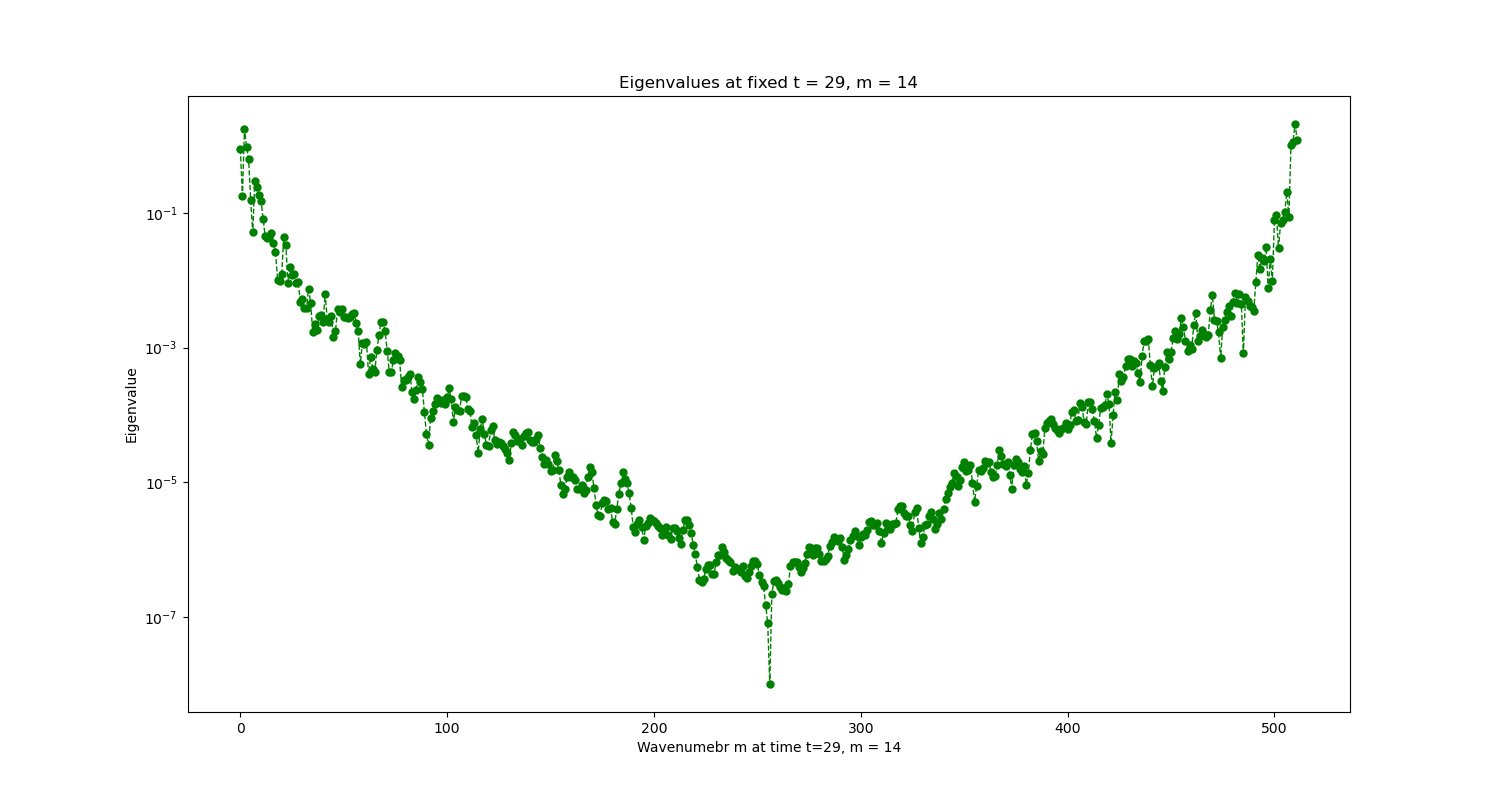 Eigenvalues at fixed t = 29, m = 14
Eigenvalue
10⁻¹
10⁻³
10⁻⁵
10⁻⁷
0 100 200 300 400 500
Wavenumebr m at time t=29, m = 14